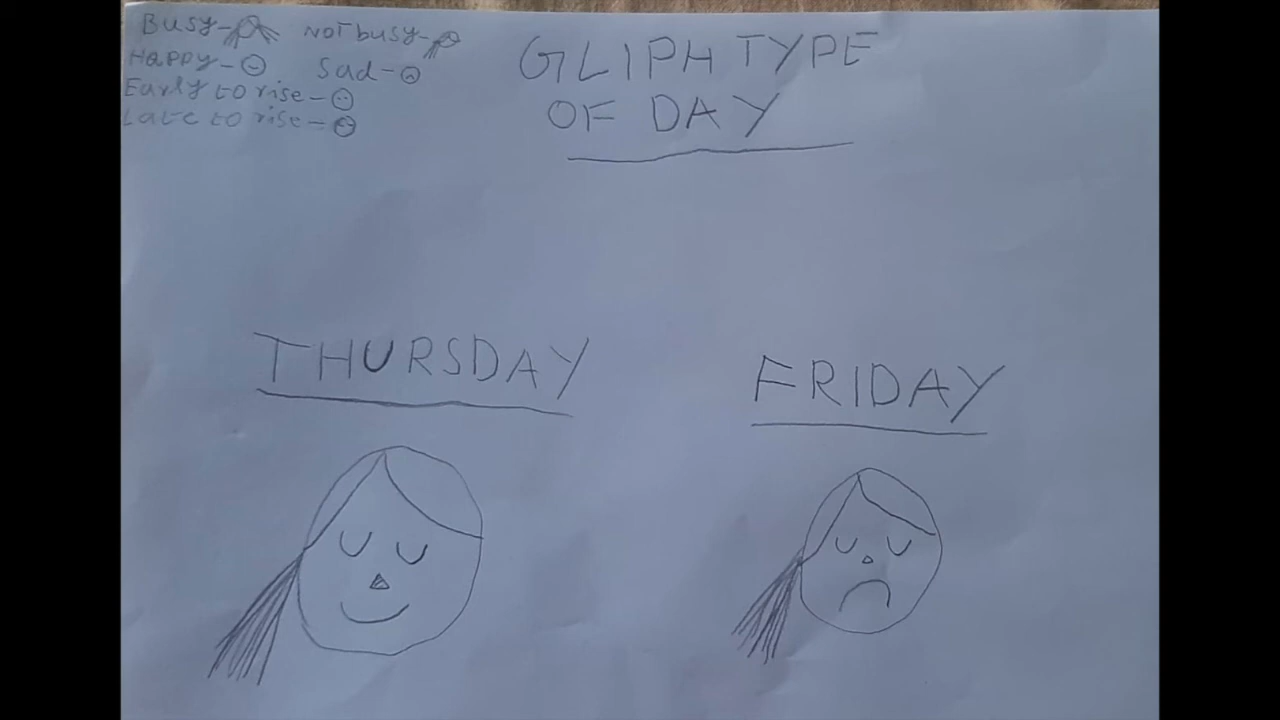 Busy- NOT busy-
Happy- Sad-
Early to rise-
Late to rise-
GLIPH TYPE
OF DAY
THURSDAY
FRIDAY